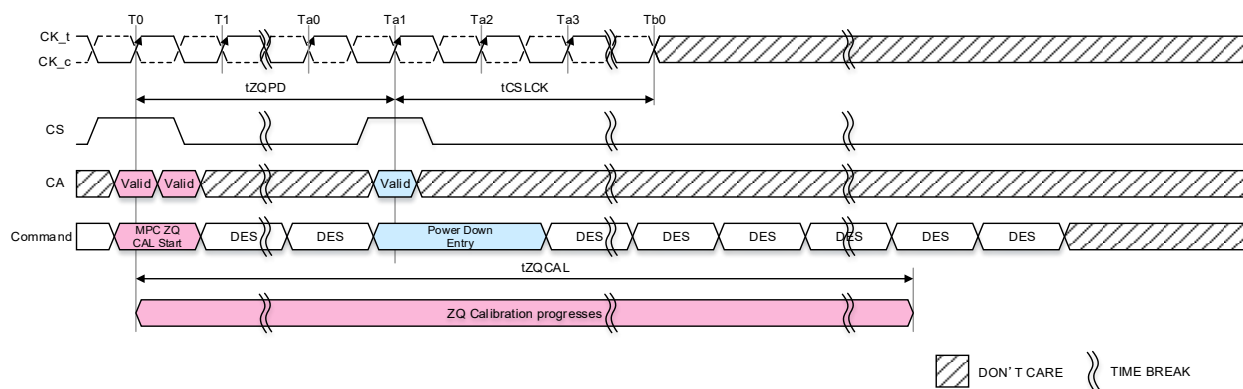 T0 T1 Ta0 Ta1 Ta2 Ta3 Tb0
CK_t
CK_c
tZQPD tCSLCK
CS
CA Valid Valid Valid
Command MPC ZQ CAL Start DES DES Power Down Entry DES DES DES DES DES DES
tZQCAL
ZQ Calibration progresses
DON'T CARE TIME BREAK